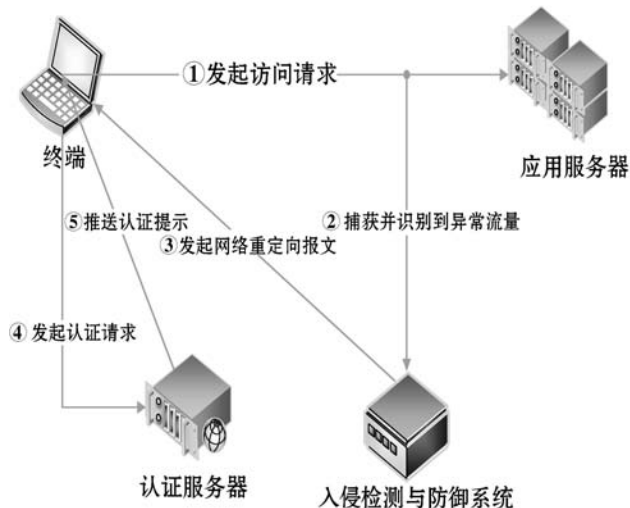 ①发起访问请求
终端
应用服务器
⑤推送认证提示
②捕获并识别到异常流量
③发起网络重定向报文
④发起认证请求
认证服务器
入侵检测与防御系统